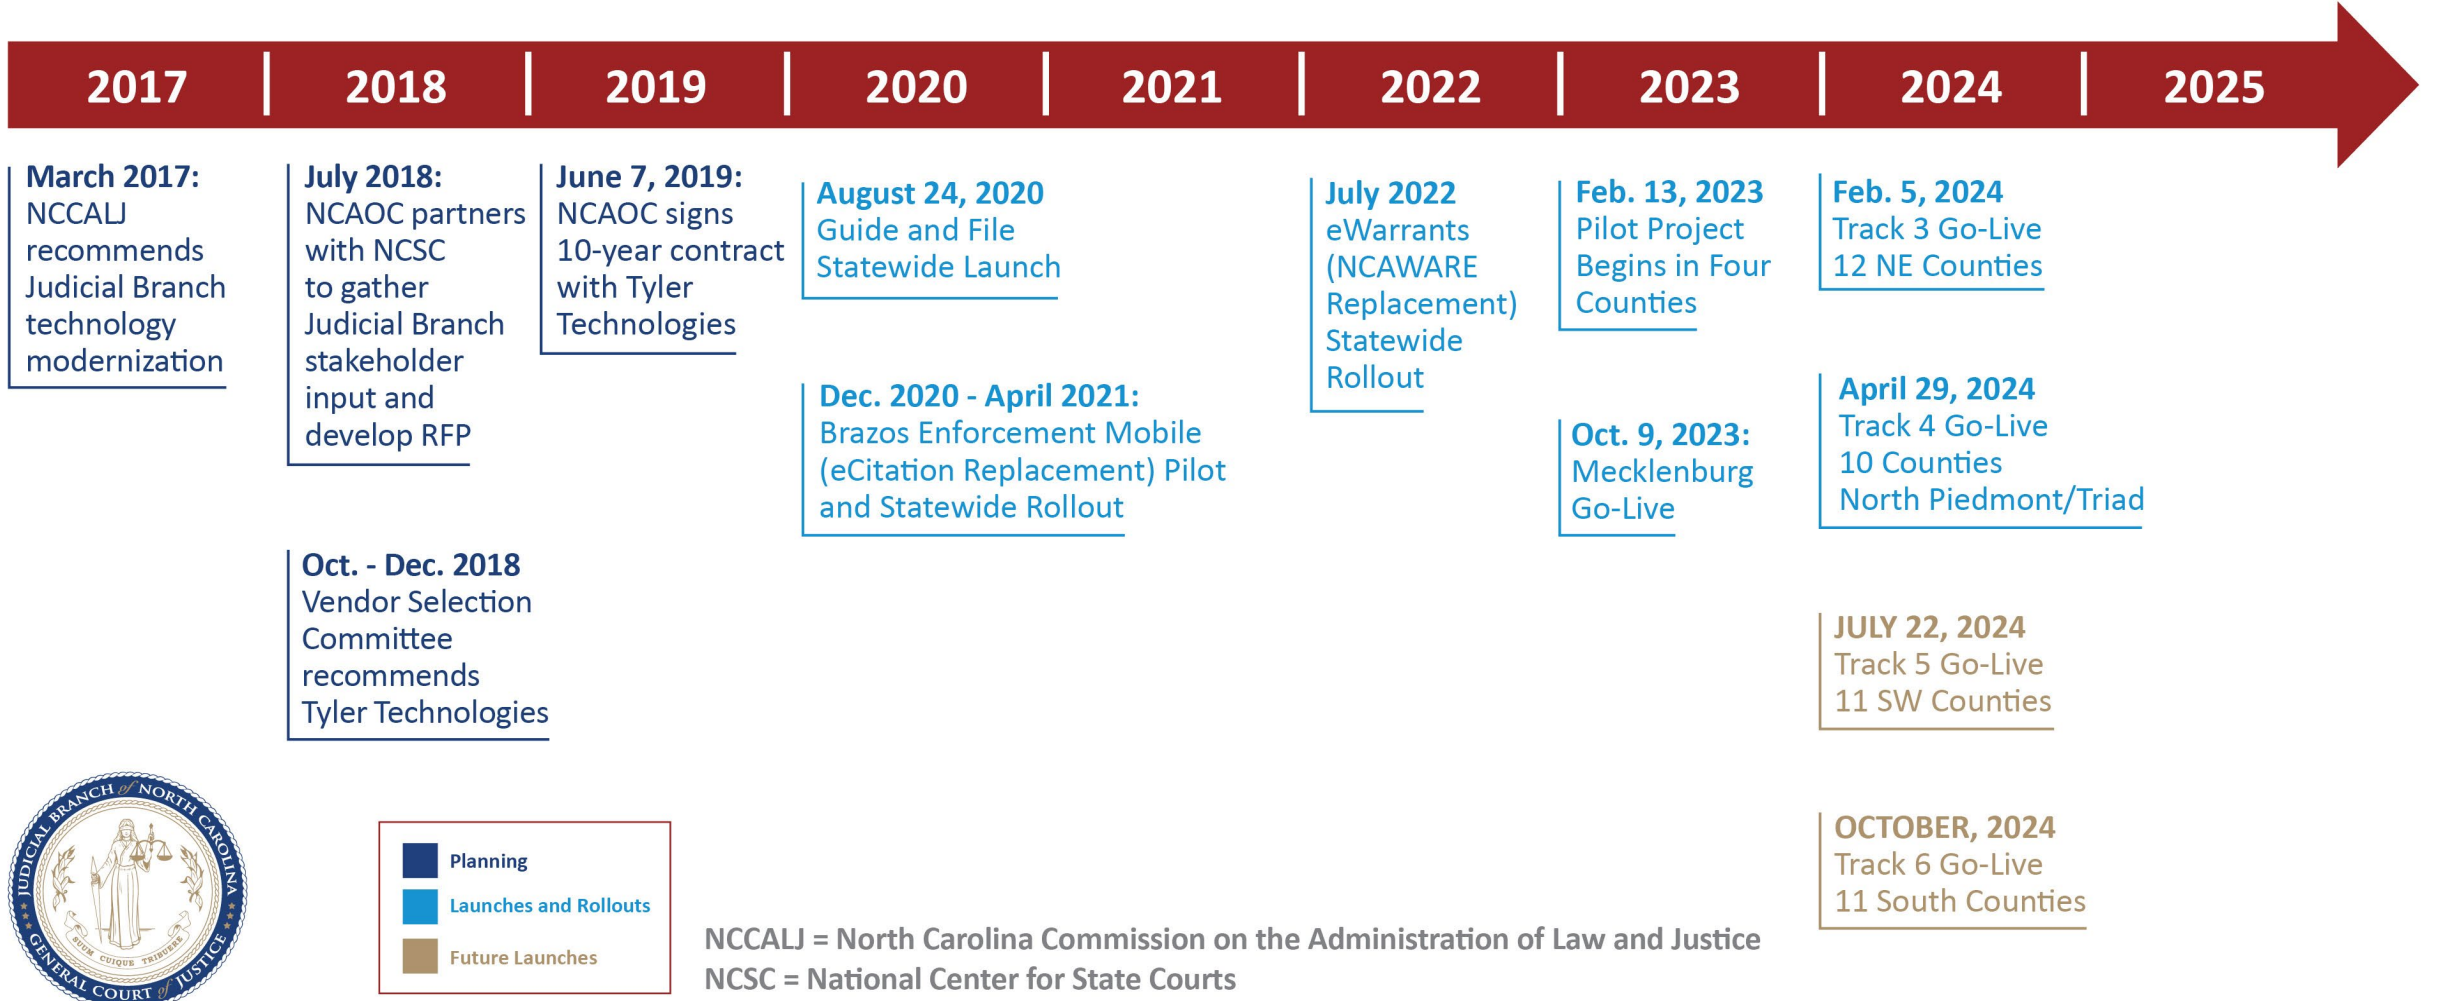 2017
2018
2019
2020
2021
2022
2023
2024
2025
March 2017:
NCCALJ
recommends
Judicial Branch
technology
modernization
July 2018:
NCAOC partners
with NCSC
to gather
Judicial Branch
stakeholder
input and
develop RFP
Oct. - Dec. 2018
Vendor Selection
Committee
recommends
Tyler Technologies
June 7, 2019:
NCAOC signs
10-year contract
with Tyler
Technologies
August 24, 2020
Guide and File
Statewide Launch
Dec. 2020 - April 2021:
Brazos Enforcement Mobile
(eCitation Replacement) Pilot
and Statewide Rollout
July 2022
eWarrants
(NCAWARE
Replacement)
Statewide
Rollout
Feb. 13, 2023
Pilot Project
Begins in Four
Counties
Oct. 9, 2023:
Mecklenburg
Go-Live
Feb. 5, 2024
Track 3 Go-Live
12 NE Counties
April 29, 2024
Track 4 Go-Live
10 Counties
North Piedmont/Triad
JULY 22, 2024
Track 5 Go-Live
11 SW Counties
OCTOBER, 2024
Track 6 Go-Live
11 South Counties
JUDICIAL BRANCH of NORTH CAROLINA
SUUM CUIQUE TRIBUERE
GENERAL COURT of JUSTICE
Planning
Launches and Rollouts
Future Launches
NCCALJ = North Carolina Commission on the Administration of Law and Justice
NCSC = National Center for State Courts